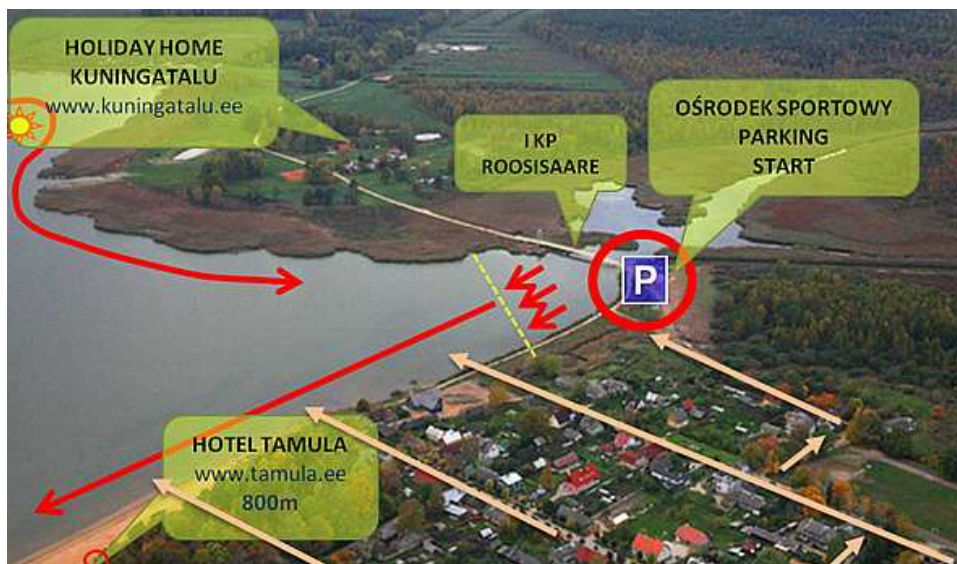 HOLIDAY HOME
KUNINGATALU
www.kuningatalu.ee
I KP
ROOSISAARE
OŚRODEK SPORTOWY
PARKING
START
P
HOTEL TAMULA
www.tamula.ee
800m